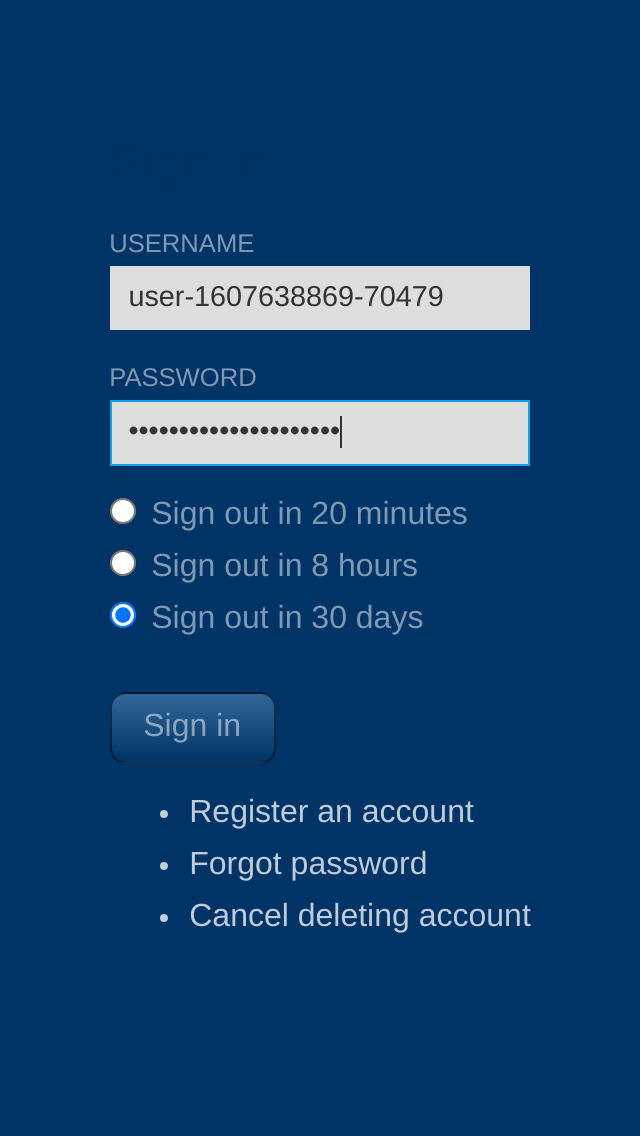 USERNAME
user-1607638869-70479
PASSWORD
•••••••••••••••••••••
Sign out in 20 minutes
Sign out in 8 hours
Sign out in 30 days
Sign in
• Register an account
• Forgot password
• Cancel deleting account